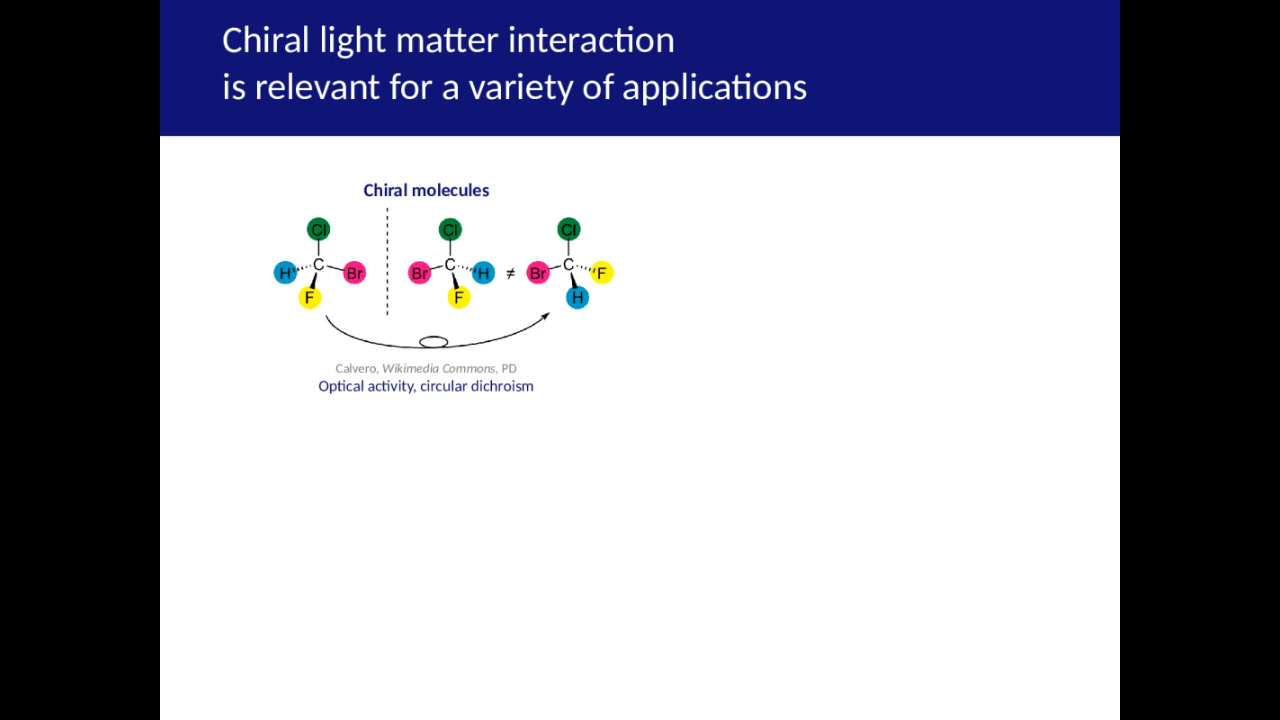 Chiral light matter interaction
is relevant for a variety of applications
Chiral molecules
Cl Cl Cl
H C Br Br C H ≠ Br C F
F F H
Calvero, Wikimedia Commons, PD
Optical activity, circular dichroism